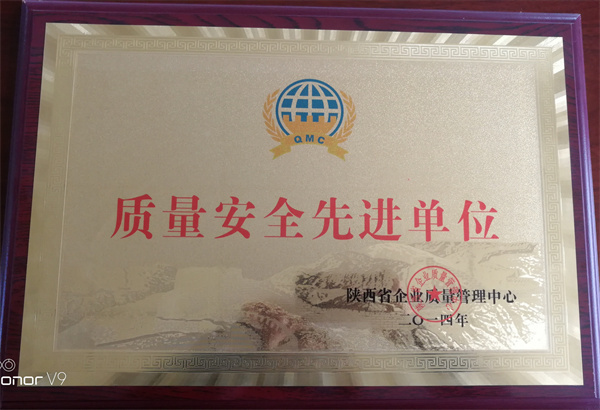 QMC
质量安全先进单位
陕西省企业质量管理中心
二〇一四年
honor V9